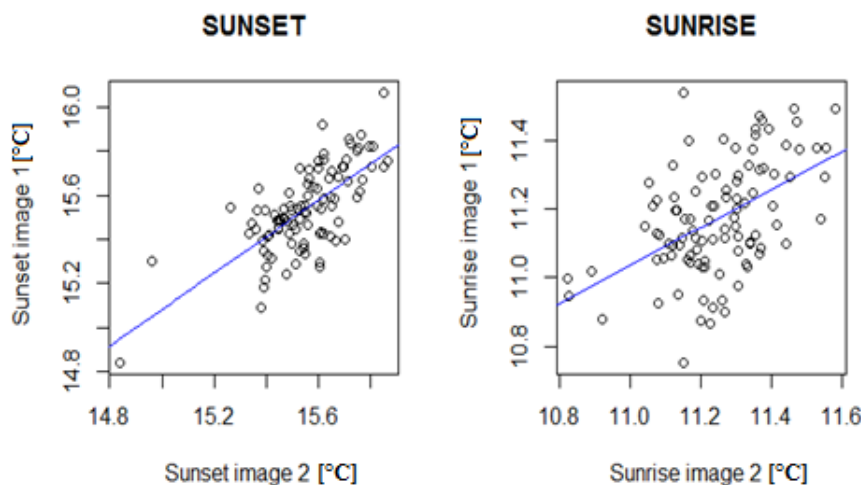 SUNSET
Sunset image 1 [°C]
16.0
15.6
15.2
14.8
14.8 15.2 15.6
Sunset image 2 [°C]
SUNRISE
Sunrise image 1 [°C]
11.4
11.2
11.0
10.8
10.8 11.0 11.2 11.4 11.6
Sunrise image 2 [°C]